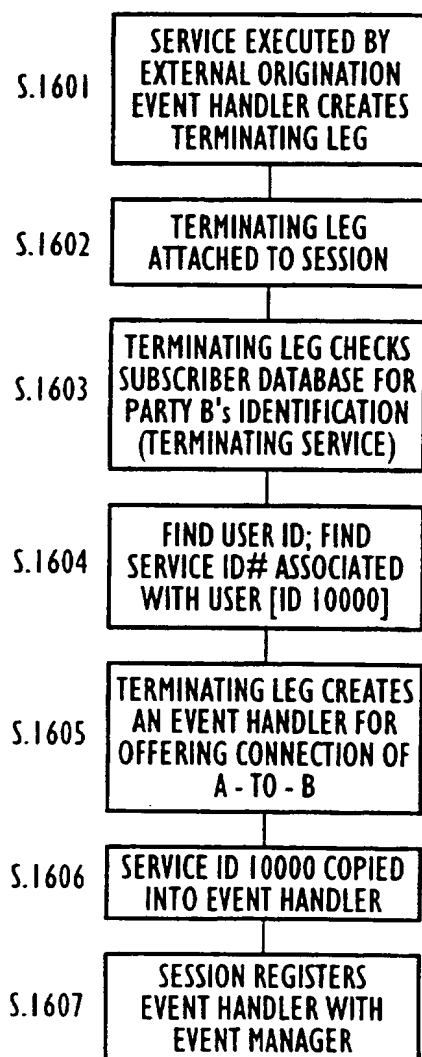 S.1601
SERVICE EXECUTED BY
EXTERNAL ORIGINATION
EVENT HANDLER CREATES
TERMINATING LEG
S.1602
TERMINATING LEG
ATTACHED TO SESSION
S.1603
TERMINATING LEG CHECKS
SUBSCRIBER DATABASE FOR
PARTY B's IDENTIFICATION
(TERMINATING SERVICE)
S.1604
FIND USER ID; FIND
SERVICE ID# ASSOCIATED
WITH USER [ID 10000]
S.1605
TERMINATING LEG CREATES
AN EVENT HANDLER FOR
OFFERING CONNECTION OF
A - TO - B
S.1606
SERVICE ID 10000 COPIED
INTO EVENT HANDLER
S.1607
SESSION REGISTERS
EVENT HANDLER WITH
EVENT MANAGER